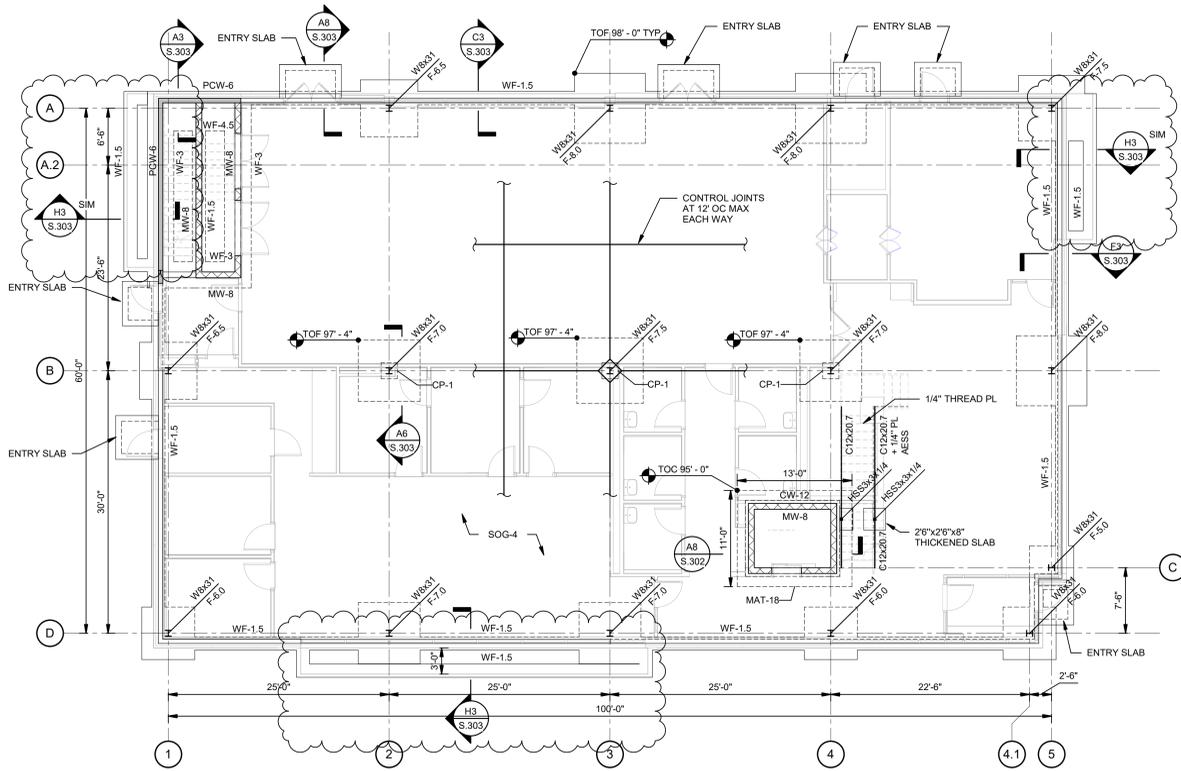 A3
S.303
ENTRY SLAB
A8
S.303
C3
S.303
TOF 98' - 0" TYP
ENTRY SLAB
ENTRY SLAB
PCW-6
W8x31
F-6.5
WF-1.5
W8x31
F-8.0
W8x31
F-8.0
W8x31
F-7.5
A
6'-6"
A.2
WF-1.5
PCW-6
WF-3
WF-4.5
MW-8
WF-3
MW-8
WF-1.5
WF-3
MW-8
H3
S.303
SIM
23'-6"
WF-1.5
WF-1.5
H3
S.303
SIM
F3
S.303
CONTROL JOINTS
AT 12' OC MAX
EACH WAY
ENTRY SLAB
W8x31
F-6.5
TOF 97' - 4"
W8x31
F-7.0
TOF 97' - 4"
W8x31
F-7.5
TOF 97' - 4"
W8x31
F-7.0
W8x31
F-8.0
B
60'-0"
CP-1
CP-1
CP-1
1/4" THREAD PL
C12x20.7
C12x20.7
+ 1/4" PL
AESS
ENTRY SLAB
WF-1.5
A6
S.303
WF-1.5
TOC 95' - 0"
13'-0"
CW-12
MW-8
HSS3x3x1/4
HSS3x3x1/4
30'-0"
SOG-4
11'-0"
A8
S.302
2'6"x2'6"x8"
THICKENED SLAB
C12x20.7
W8x31
F-5.0
C
MAT-18
W8x31
F-6.0
W8x31
F-7.0
W8x31
F-7.0
W8x31
F-6.0
W8x31
F-6.0
7'-6"
D
WF-1.5
WF-1.5
WF-1.5
WF-1.5
3'-0"
ENTRY SLAB
25'-0"
25'-0"
25'-0"
22'-6"
2'-6"
100'-0"
H3
S.303
1
2
3
4
4.1
5